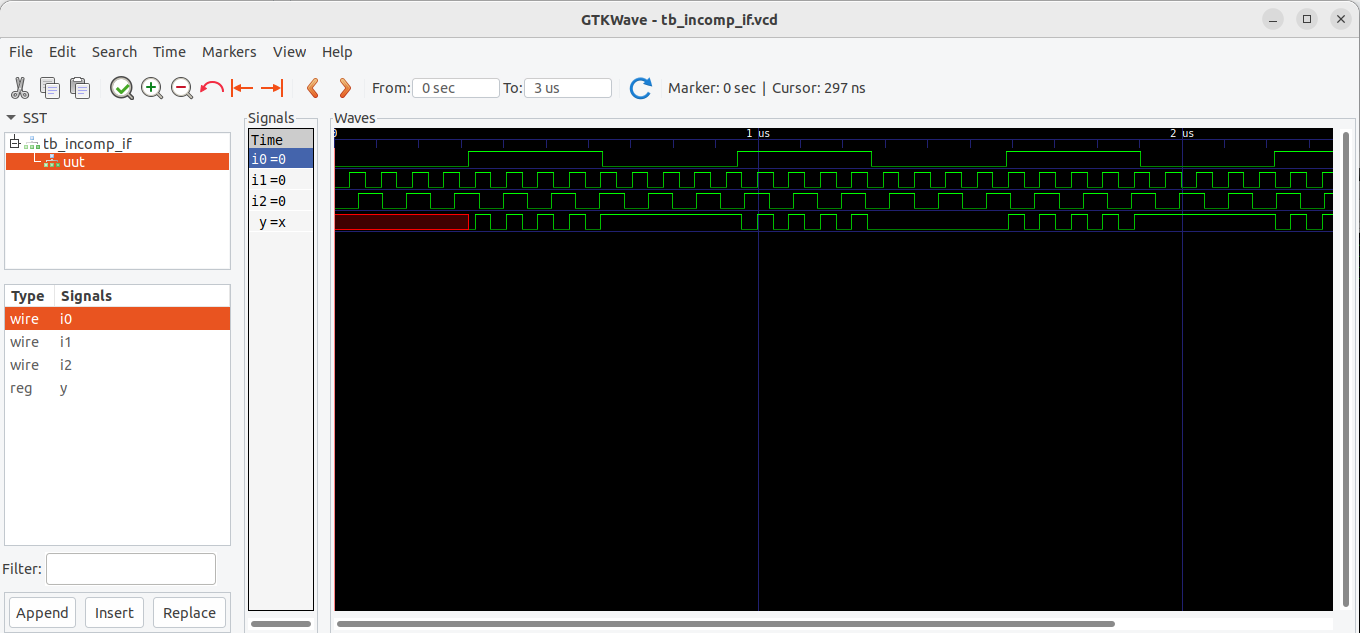 GTKWave - tb_incomp_if.vcd
File Edit Search Time Markers View Help
From: 0 sec To: 3 us Marker: 0 sec | Cursor: 297 ns
SST
tb_incomp_if
uut
Type Signals
wire i0
wire i1
wire i2
reg y
Filter:
Append Insert Replace
Signals
Time
i0=0
i1=0
i2=0
y=x
Waves
0 1 us 2 us